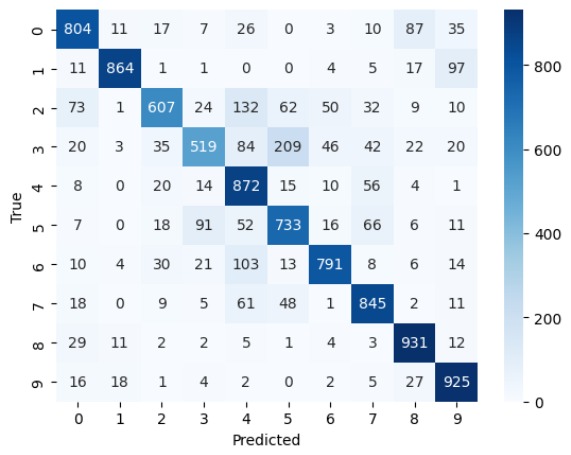 0 804 11 17 7 26 0 3 10 87 35
1 11 864 1 1 0 0 4 5 17 97
2 73 1 607 24 132 62 50 32 9 10
3 20 3 35 519 84 209 46 42 22 20
4 8 0 20 14 872 15 10 56 4 1
5 7 0 18 91 52 733 16 66 6 11
6 10 4 30 21 103 13 791 8 6 14
7 18 0 9 5 61 48 1 845 2 11
8 29 11 2 2 5 1 4 3 931 12
9 16 18 1 4 2 0 2 5 27 925
0 1 2 3 4 5 6 7 8 9
Predicted
True
800
600
400
200
0